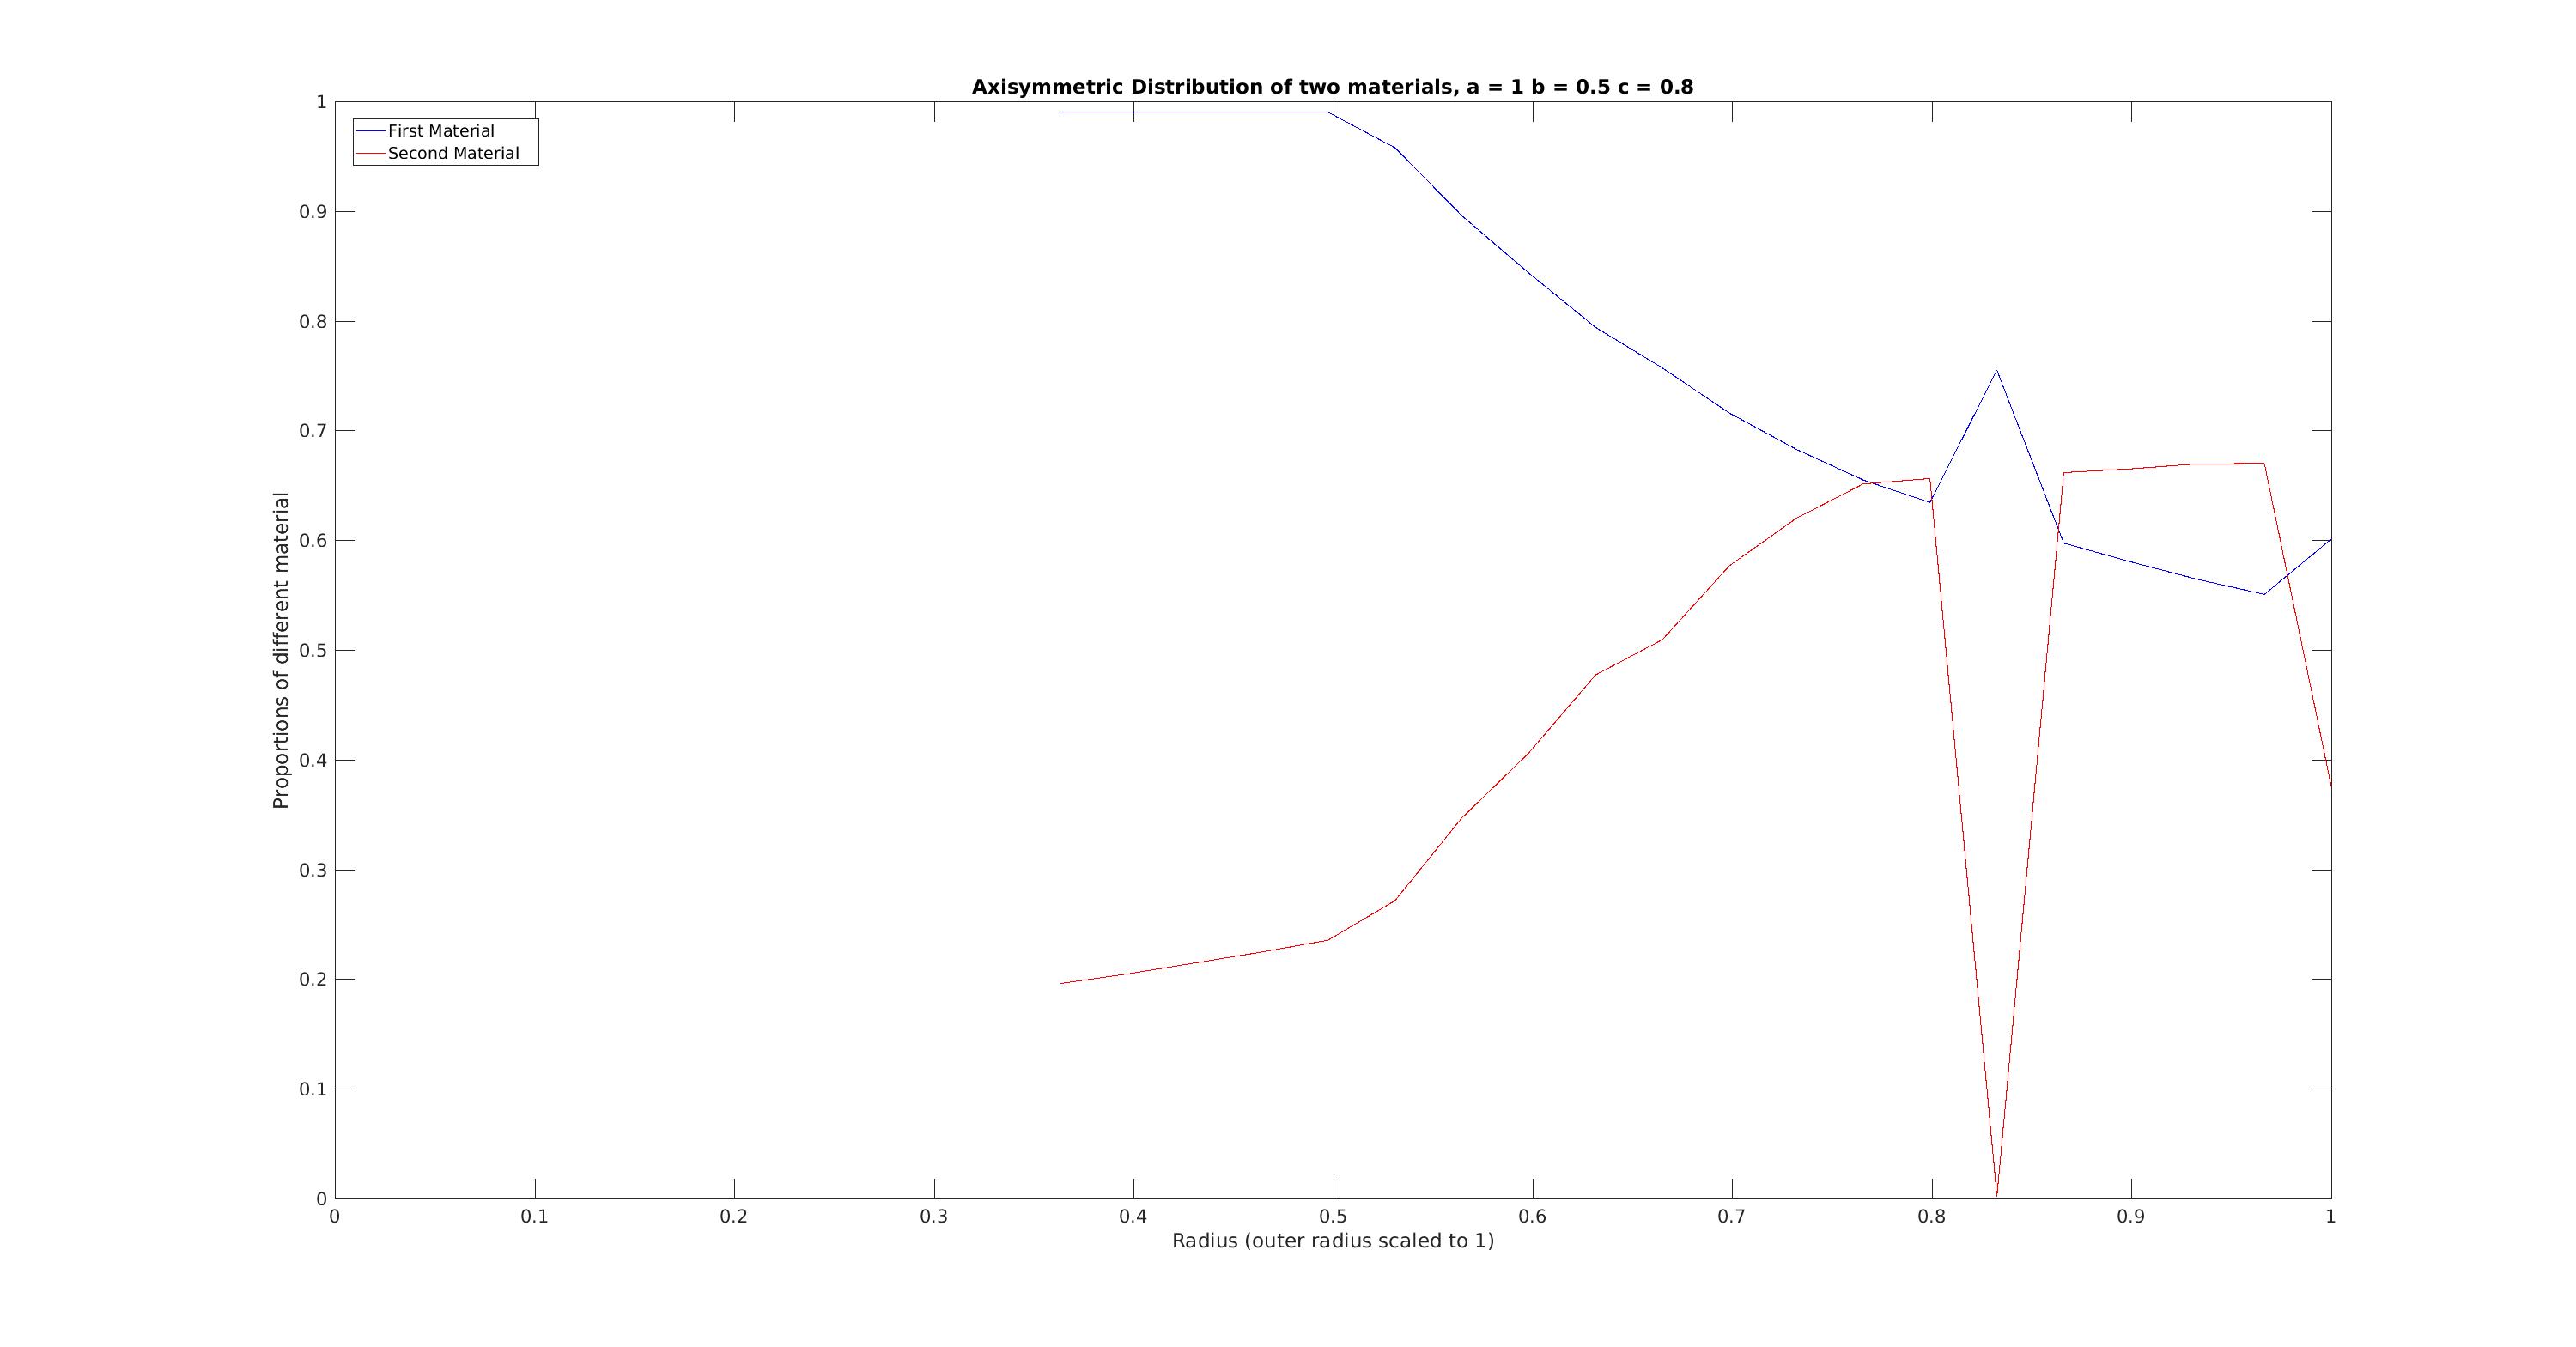 Axisymmetric Distribution of two materials, a = 1 b = 0.5 c = 0.8
First Material
Second Material
Proportions of different material
1
0.9
0.8
0.7
0.6
0.5
0.4
0.3
0.2
0.1
0
0 0.1 0.2 0.3 0.4 0.5 0.6 0.7 0.8 0.9 1
Radius (outer radius scaled to 1)